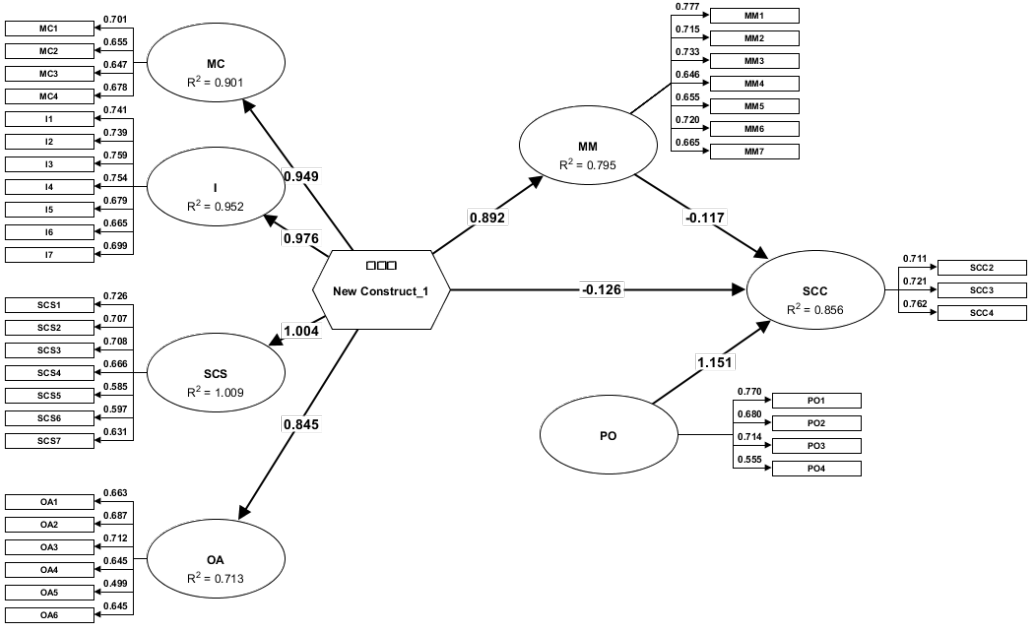 MC1
0.701
MC2
0.655
MC3
0.647
MC4
0.678
MC
R² = 0.901
I1
0.741
I2
0.739
I3
0.759
I4
0.754
I5
0.679
I6
0.665
I7
0.699
I
R² = 0.952
SCS1
0.726
SCS2
0.707
SCS3
0.708
SCS4
0.666
SCS5
0.585
SCS6
0.597
SCS7
0.631
SCS
R² = 1.009
OA1
0.663
OA2
0.687
OA3
0.712
OA4
0.645
OA5
0.499
OA6
0.645
OA
R² = 0.713
0.949
0.976
1.004
0.845
□□□
New Construct_1
0.892
-0.126
MM
R² = 0.795
0.777
MM1
0.715
MM2
0.733
MM3
0.646
MM4
0.655
MM5
0.720
MM6
0.665
MM7
-0.117
SCC
R² = 0.856
0.711
SCC2
0.721
SCC3
0.762
SCC4
1.151
PO
0.770
PO1
0.680
PO2
0.714
PO3
0.555
PO4